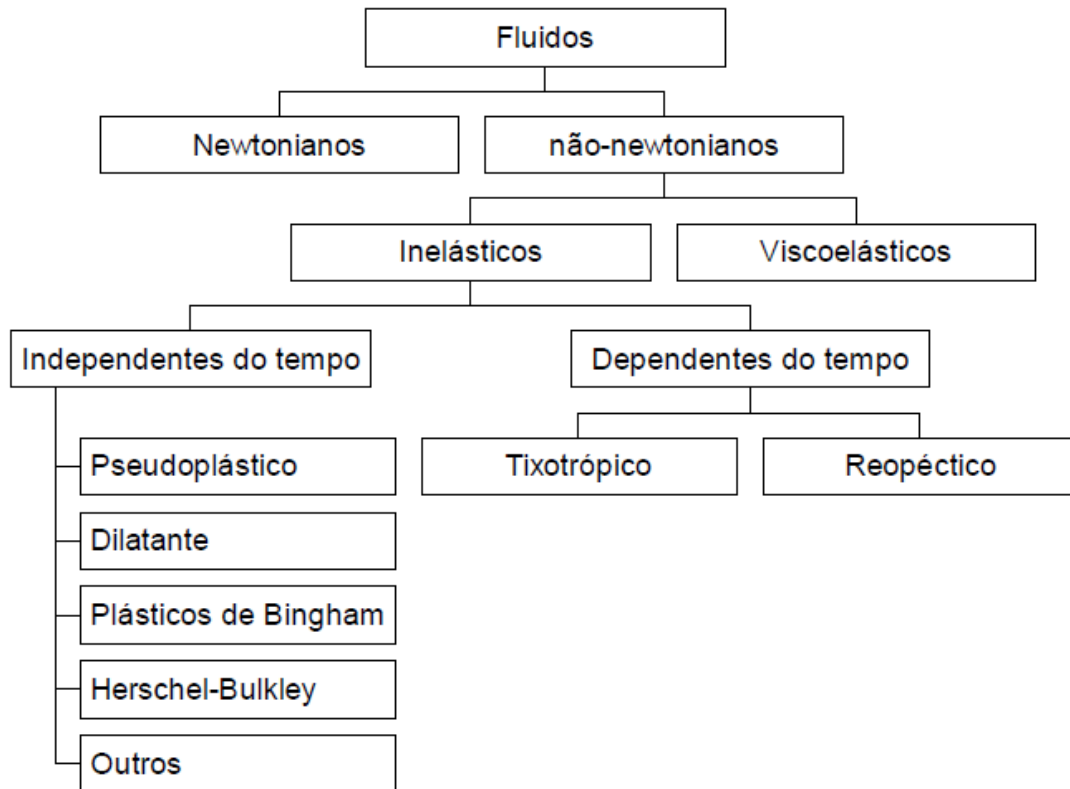 Fluidos
Newtonianos
não-newtonianos
Inelásticos
Viscoelásticos
Independentes do tempo
Dependentes do tempo
Pseudoplástico
Tixotrópico
Reopéctico
Dilatante
Plásticos de Bingham
Herschel-Bulkley
Outros